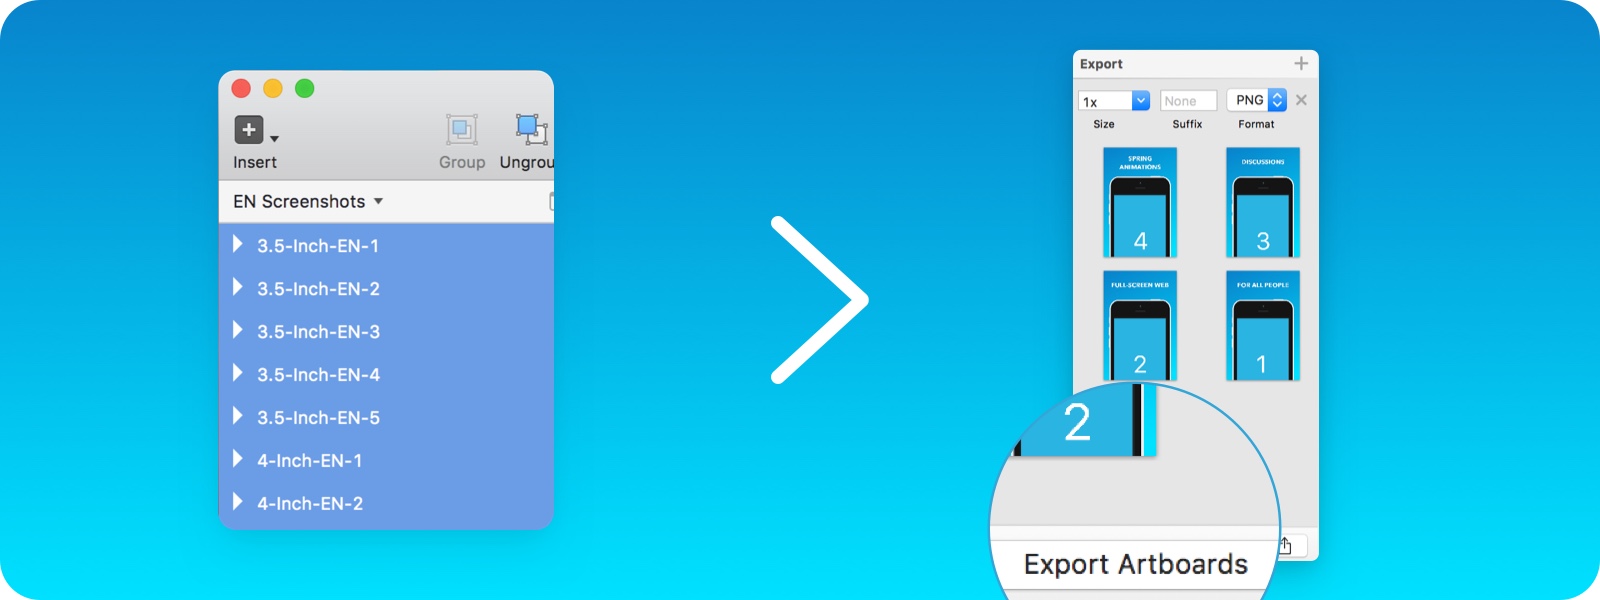 Insert
Group
Ungrou
EN Screenshots
3.5-Inch-EN-1
3.5-Inch-EN-2
3.5-Inch-EN-3
3.5-Inch-EN-4
3.5-Inch-EN-5
4-Inch-EN-1
4-Inch-EN-2
Export
1x
None
PNG
Size
Suffix
Format
SPRING
ANIMATIONS
4
DISCUSSIONS
3
FULL-SCREEN WEB
2
FOR ALL PEOPLE
1
2
Export Artboards